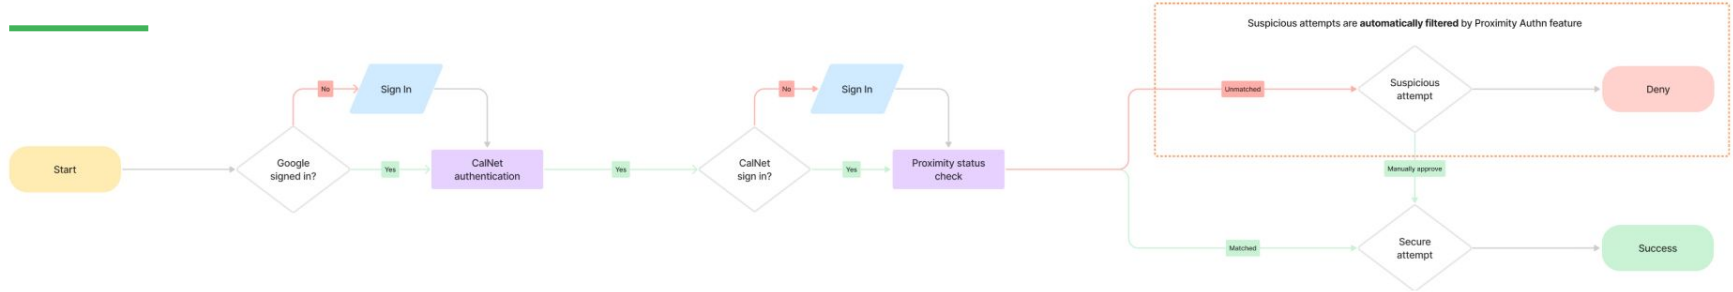 Suspicious attempts are automatically filtered by Proximity Authn feature
Start
Google
signed in?
No
Sign In
Yes
CalNet
authentication
Yes
CalNet
sign in?
No
Sign In
Yes
Proximity status
check
Unmatched
Suspicious
attempt
Deny
Manually approve
Matched
Secure
attempt
Success